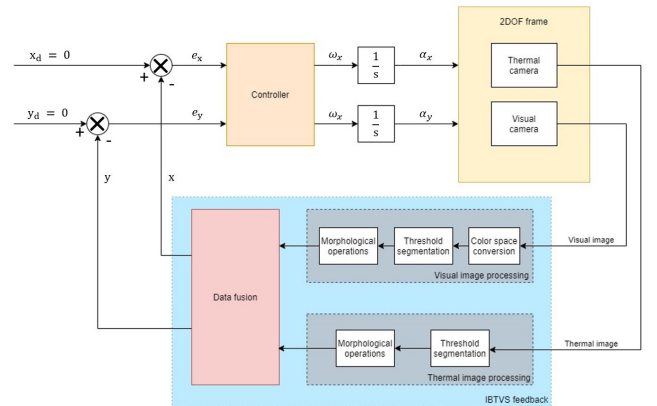 2DOF frame
x_d = 0
e_x
ω_x
α_x
+
-
1
s
Thermal
camera
Controller
y_d = 0
e_y
ω_x
α_y
+
-
1
s
Visual
camera
y
x
Data fusion
Morphological
operations
Threshold
segmentation
Color space
conversion
Visual image
Visual image processing
Morphological
operations
Threshold
segmentation
Thermal image
Thermal image processing
IBTVS feedback